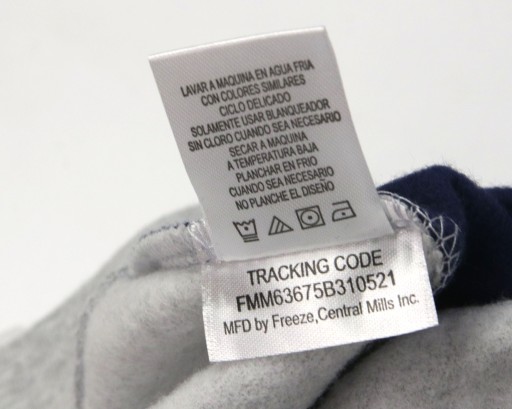 LAVAR A MAQUINA EN AGUA FRIA
CON COLORES SIMILARES
CICLO DELICADO
SOLAMENTE USAR BLANQUEADOR
SIN CLORO CUANDO SEA NECESARIO
SECAR A MAQUINA
A TEMPERATURA BAJA
PLANCHAR EN FRIO
CUANDO SEA NECESARIO
NO PLANCHE EL DISEÑO
TRACKING CODE
FMM63675B310521
MFD by Freeze,Central Mills Inc.